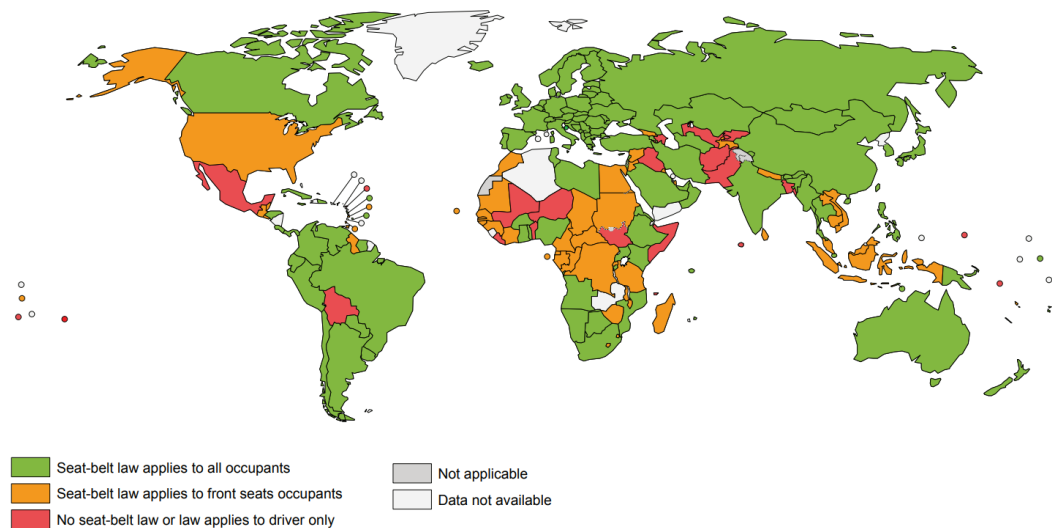 Seat-belt law applies to all occupants
Seat-belt law applies to front seats occupants
No seat-belt law or law applies to driver only
Not applicable
Data not available